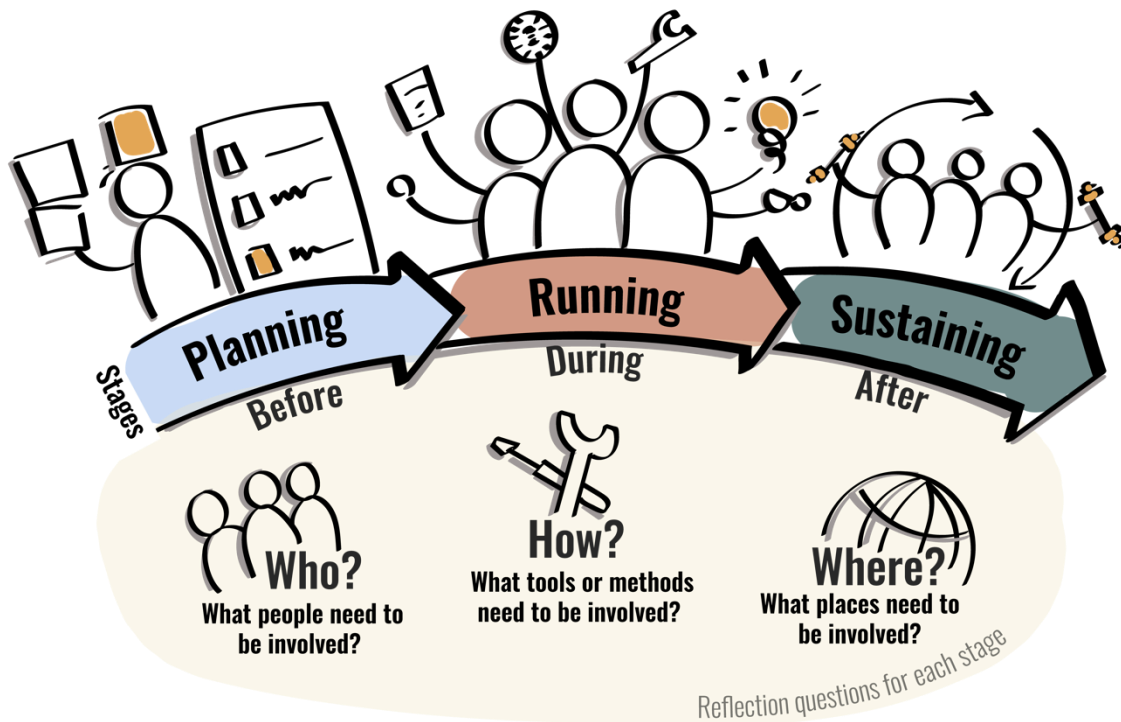 Stages
Planning
Running
Sustaining
Before
During
After
Who?
What people need to
be involved?
How?
What tools or methods
need to be involved?
Where?
What places need to
be involved?
Reflection questions for each stage